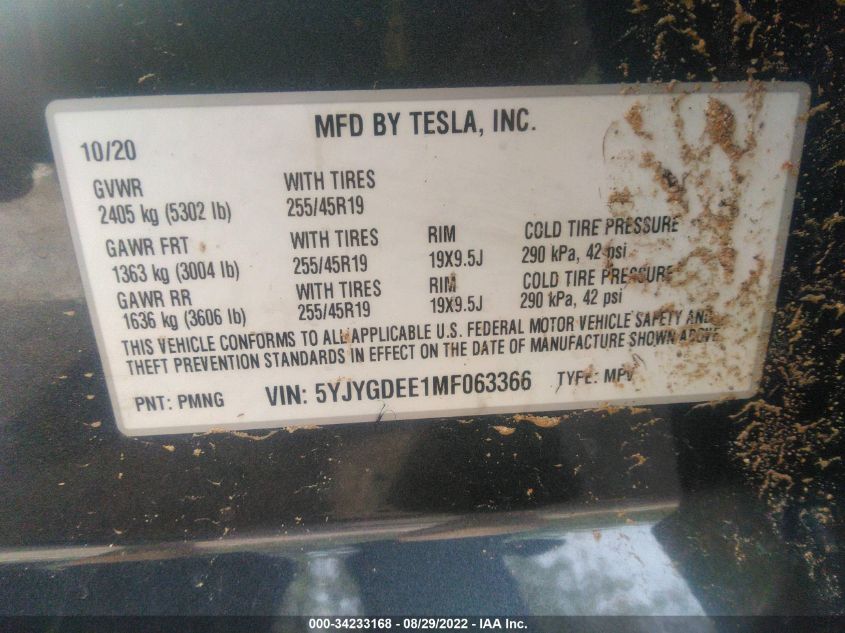 MFD BY TESLA, INC.
10/20
GVWR WITH TIRES
2405 kg (5302 lb) 255/45R19
GAWR FRT WITH TIRES RIM COLD TIRE PRESSURE
1363 kg (3004 lb) 255/45R19 19X9.5J 290 kPa, 42 psi
GAWR RR WITH TIRES RIM COLD TIRE PRESSURE
1636 kg (3606 lb) 255/45R19 19X9.5J 290 kPa, 42 psi
THIS VEHICLE CONFORMS TO ALL APPLICABLE U.S. FEDERAL MOTOR VEHICLE SAFETY AND
THEFT PREVENTION STANDARDS IN EFFECT ON THE DATE OF MANUFACTURE SHOWN ABOVE
PNT: PMNG VIN: 5YJYGDEE1MF063366 TYPE: MPV
000-34233168 - 08/29/2022 - IAA Inc.